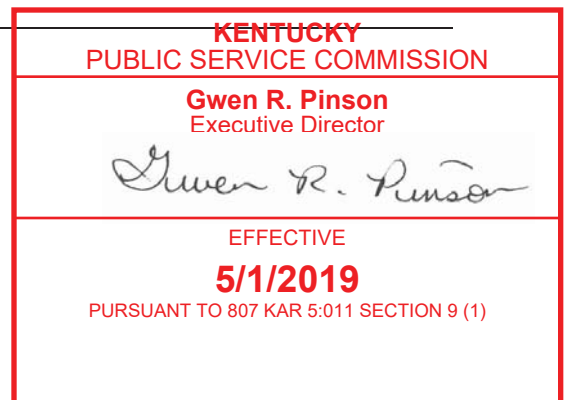 KENTUCKY
PUBLIC SERVICE COMMISSION
Gwen R. Pinson
Executive Director
Gwen R. Pinson
EFFECTIVE
5/1/2019
PURSUANT TO 807 KAR 5:011 SECTION 9 (1)